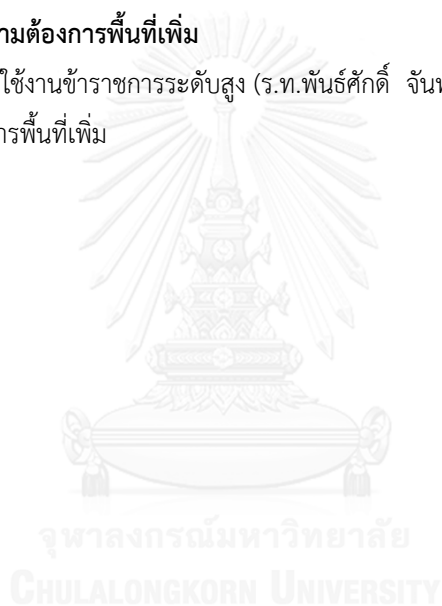 ามต้องการพื้นที่เพิ่ม
ใช้งานข้าราชการระดับสูง (ร.ท.พันธ์ศักดิ์ จัน
ารพื้นที่เพิ่ม
จุฬาลงกรณ์มหาวิทยาลัย
CHULALONGKORN UNIVERSITY